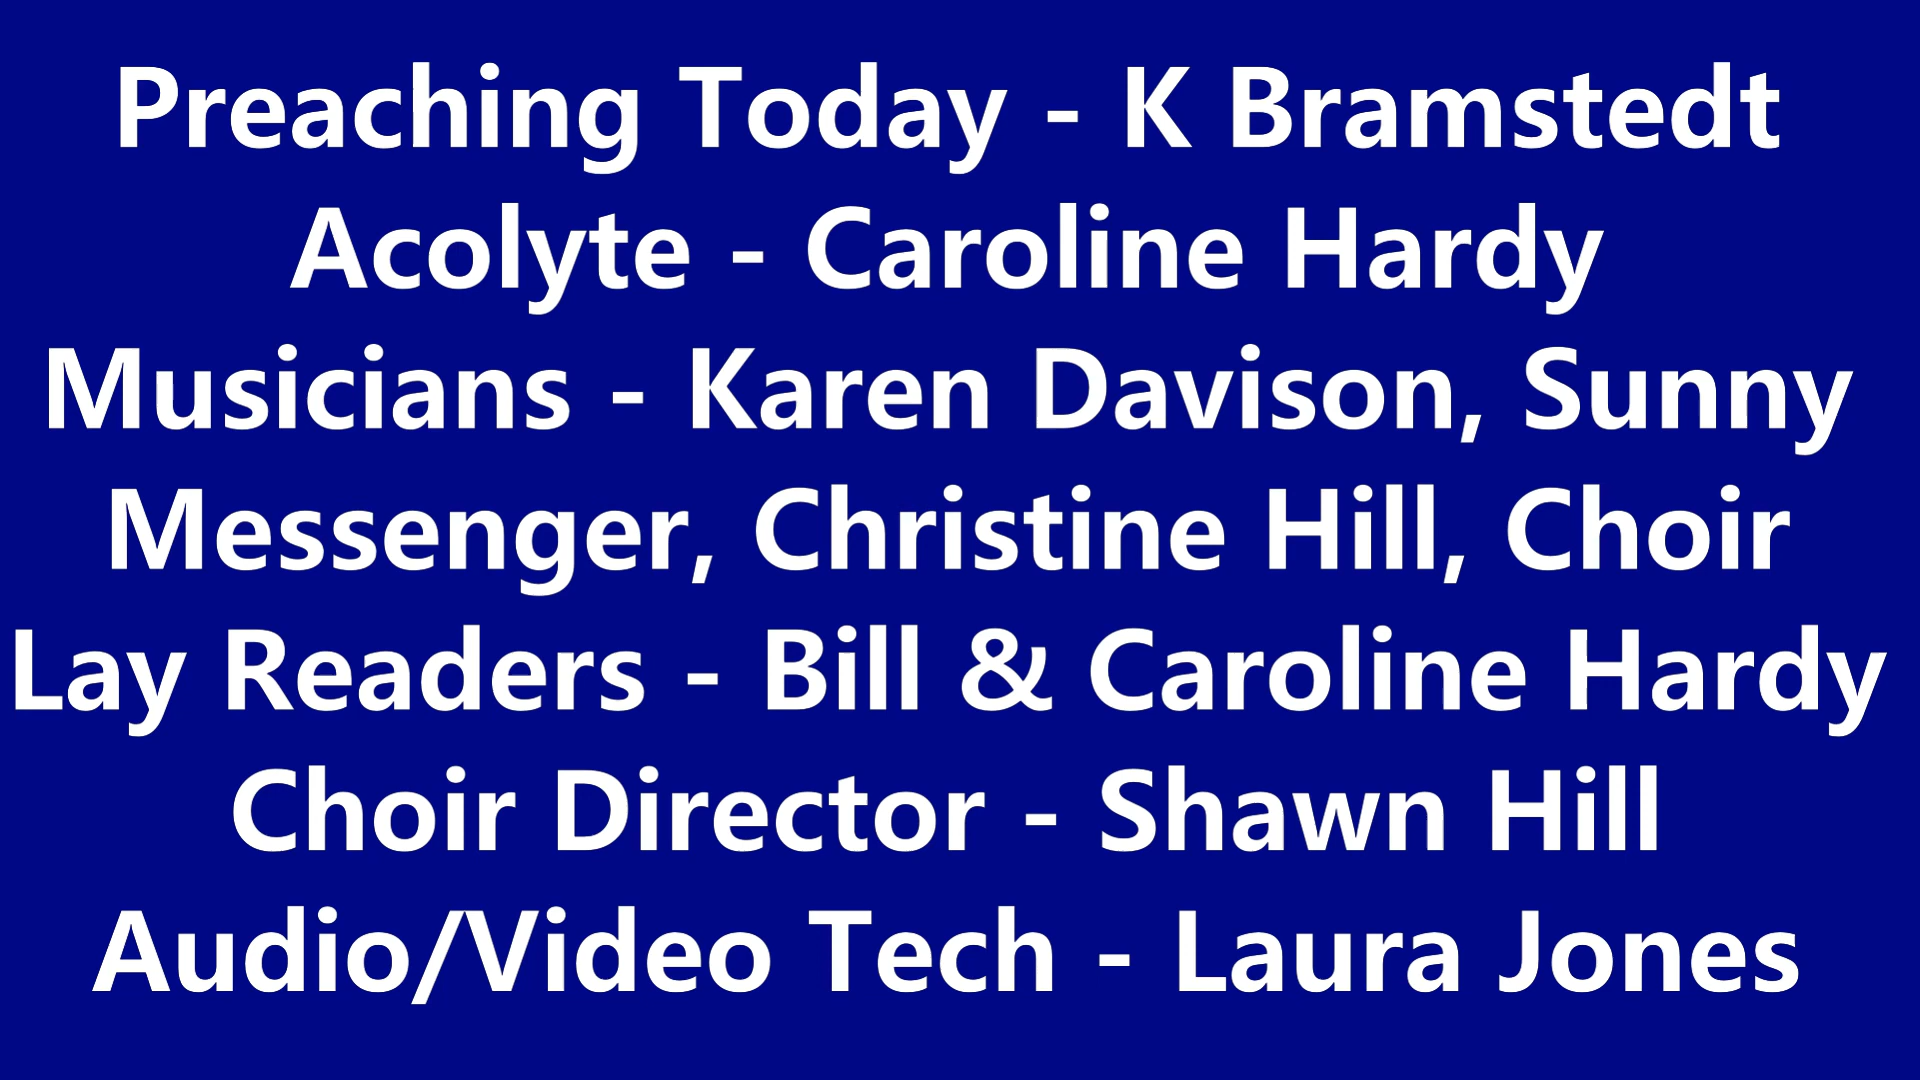 Preaching Today - K Bramstedt
Acolyte - Caroline Hardy
Musicians - Karen Davison, Sunny
Messenger, Christine Hill, Choir
Lay Readers - Bill & Caroline Hardy
Choir Director - Shawn Hill
Audio/Video Tech - Laura Jones